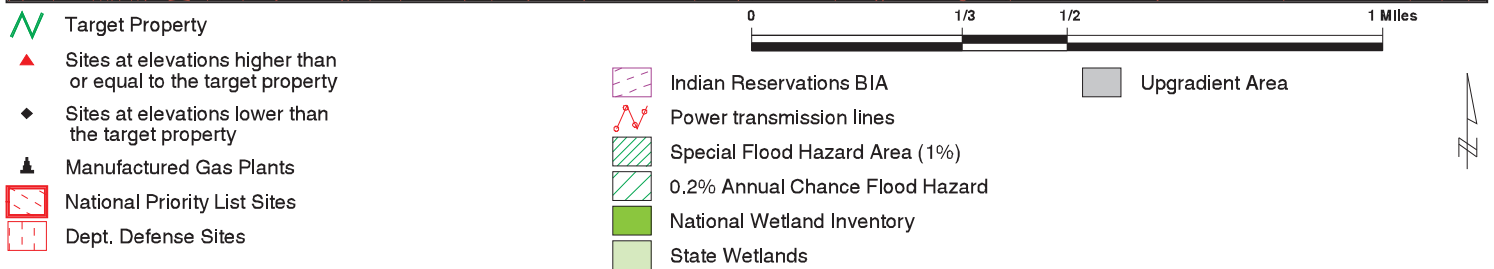 0 1/3 1/2 1 Miles
Target Property
Sites at elevations higher than
or equal to the target property
Sites at elevations lower than
the target property
Manufactured Gas Plants
National Priority List Sites
Dept. Defense Sites
Indian Reservations BIA
Power transmission lines
Special Flood Hazard Area (1%)
0.2% Annual Chance Flood Hazard
National Wetland Inventory
State Wetlands
Upgradient Area
N